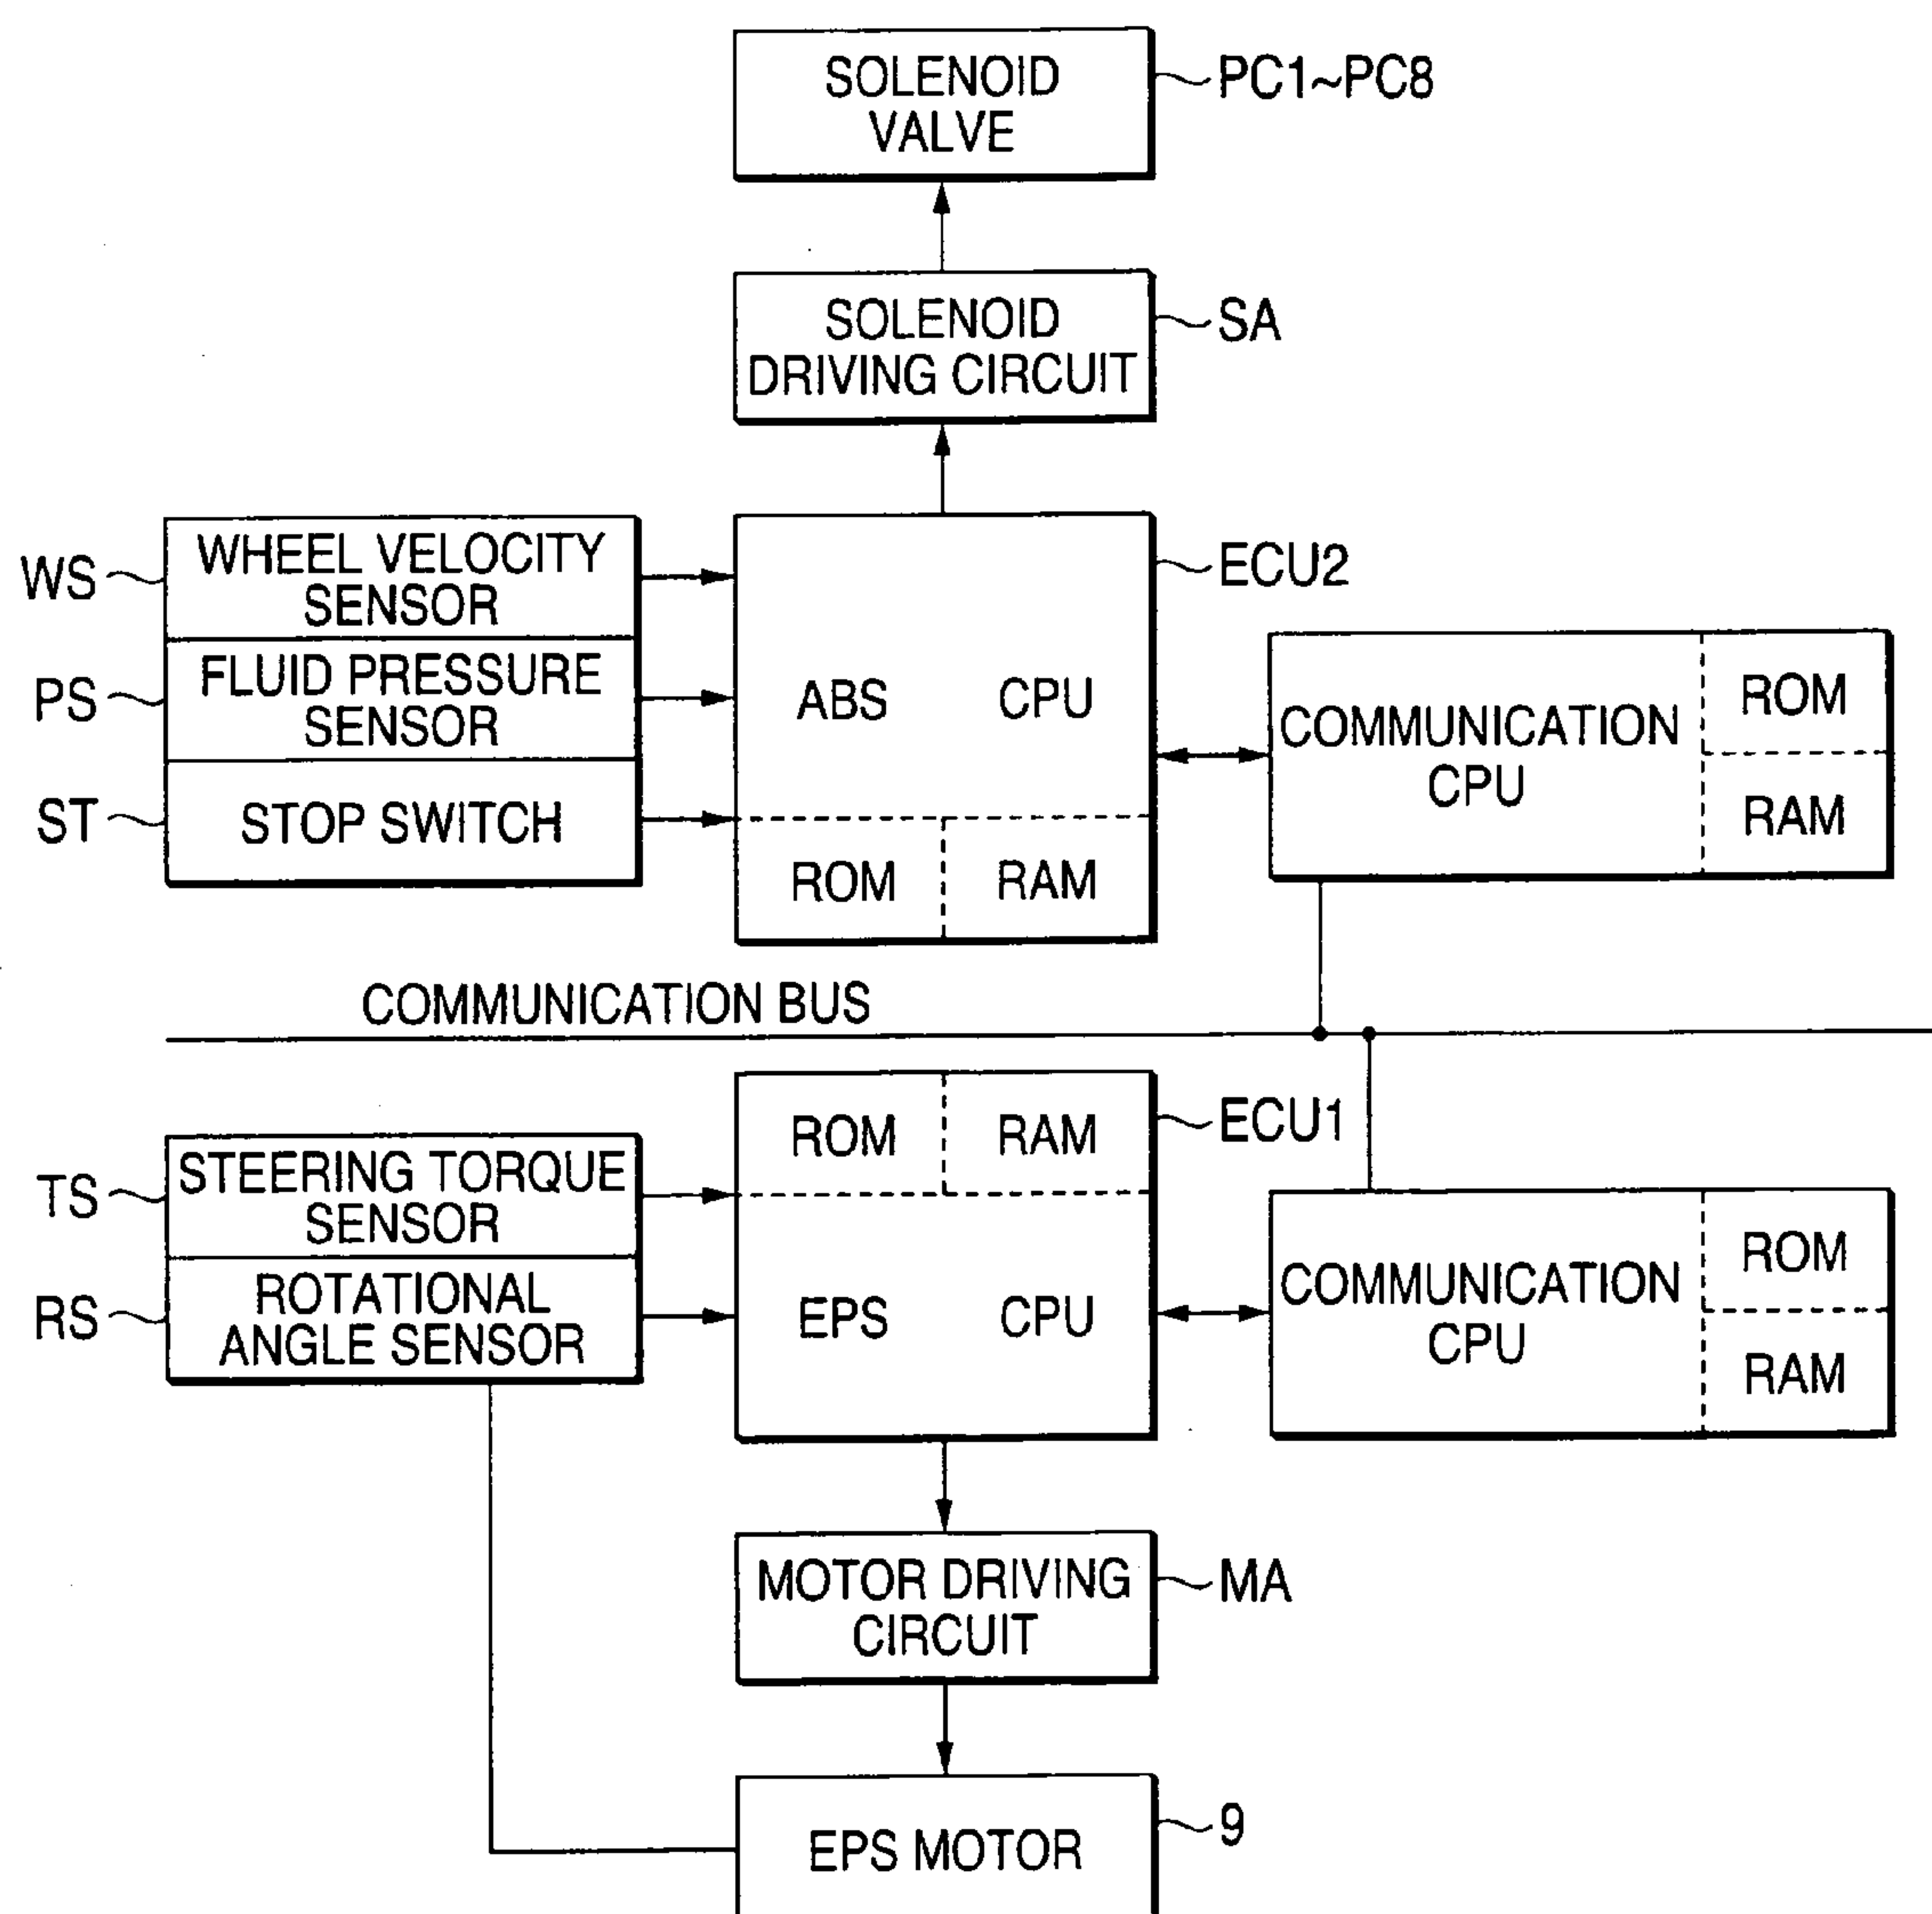 SOLENOID
VALVE
PC1~PC8
SOLENOID
DRIVING CIRCUIT
SA
WS
WHEEL VELOCITY
SENSOR
PS
FLUID PRESSURE
SENSOR
ST
STOP SWITCH
ABS CPU
ROM RAM
ECU2
COMMUNICATION
CPU
ROM
RAM
COMMUNICATION BUS
TS
STEERING TORQUE
SENSOR
RS
ROTATIONAL
ANGLE SENSOR
ROM RAM
EPS CPU
ECU1
COMMUNICATION
CPU
ROM
RAM
MOTOR DRIVING
CIRCUIT
MA
EPS MOTOR
9